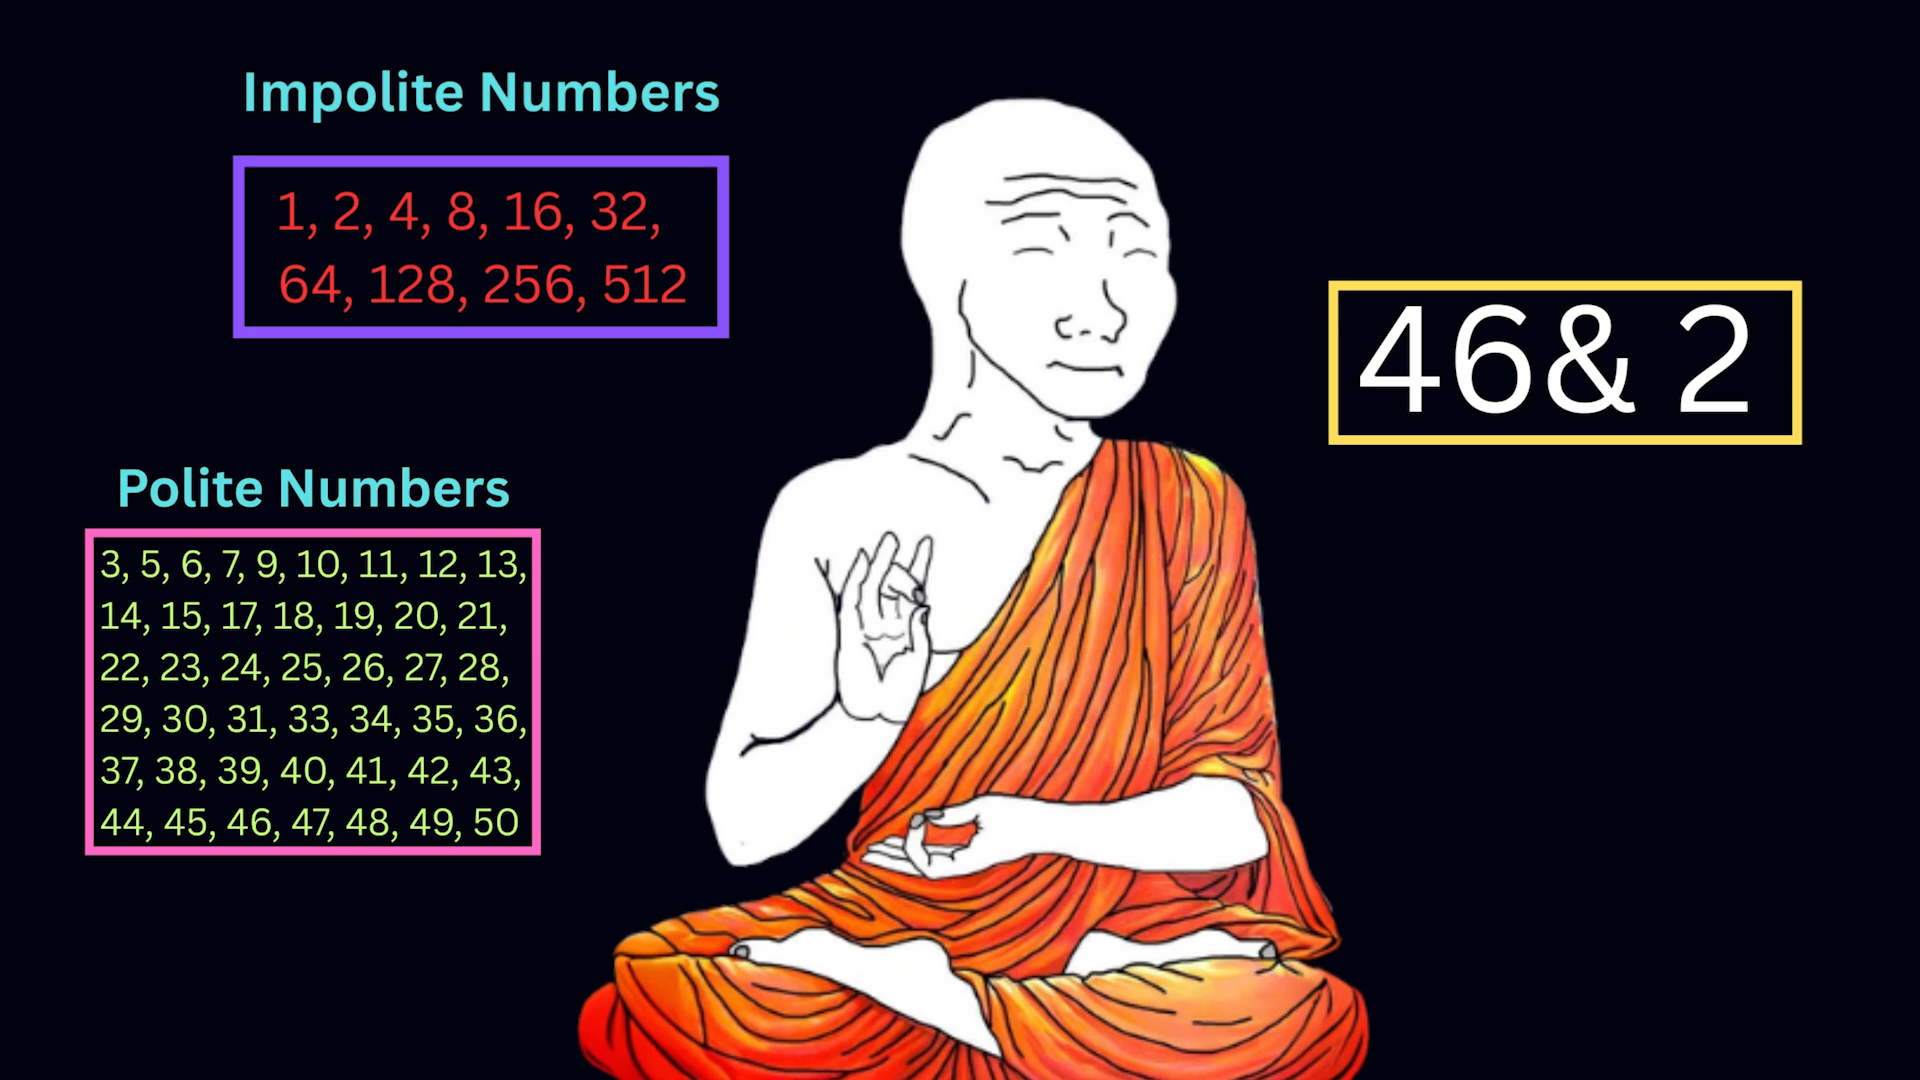 Impolite Numbers
1, 2, 4, 8, 16, 32,
64, 128, 256, 512
46& 2
Polite Numbers
3, 5, 6, 7, 9, 10, 11, 12, 13,
14, 15, 17, 18, 19, 20, 21,
22, 23, 24, 25, 26, 27, 28,
29, 30, 31, 33, 34, 35, 36,
37, 38, 39, 40, 41, 42, 43,
44, 45, 46, 47, 48, 49, 50